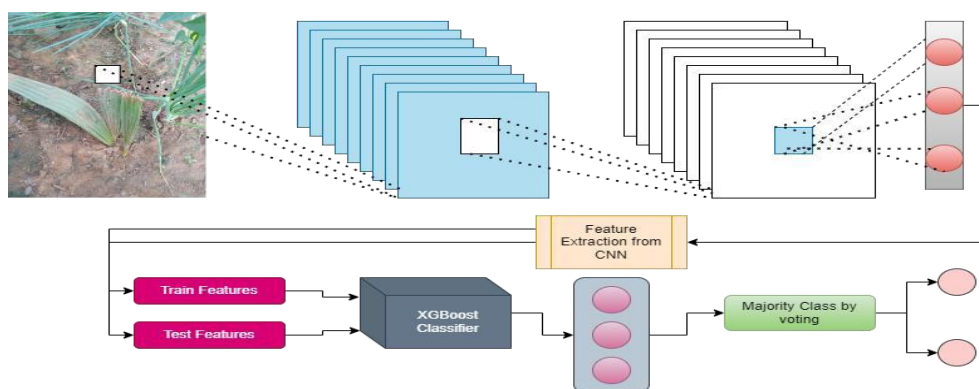 Feature
Extraction from
CNN
Train Features
Test Features
XGBoost
Classifier
Majority Class by
voting